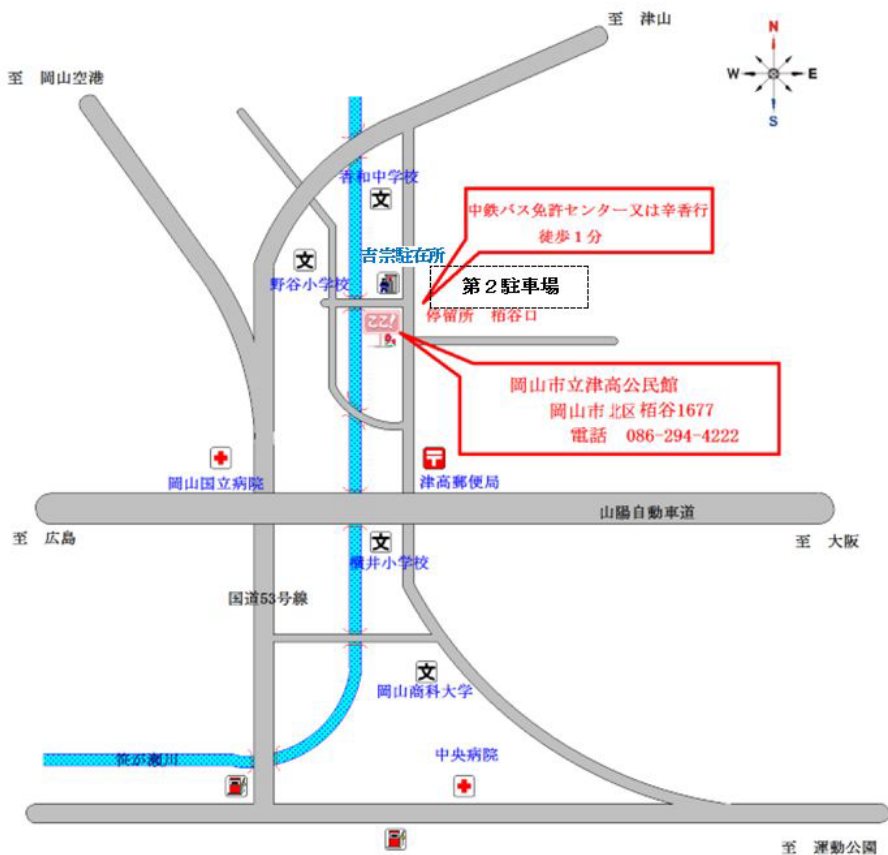 至 津山
N
至 岡山空港
W
E
S
香和中学校
文
中鉄バス免許センター又は辛香行
徒歩1分
吉宗駐在所
文
野谷小学校
第2駐車場
停留所 栢谷口
ココ!
岡山市立津高公民館
岡山市北区栢谷1677
電話 086-294-4222
岡山国立病院
津高郵便局
山陽自動車道
至 広島
至 大阪
文
横井小学校
国道53号線
文
岡山商科大学
笹が瀬川
中央病院
至 運動公園